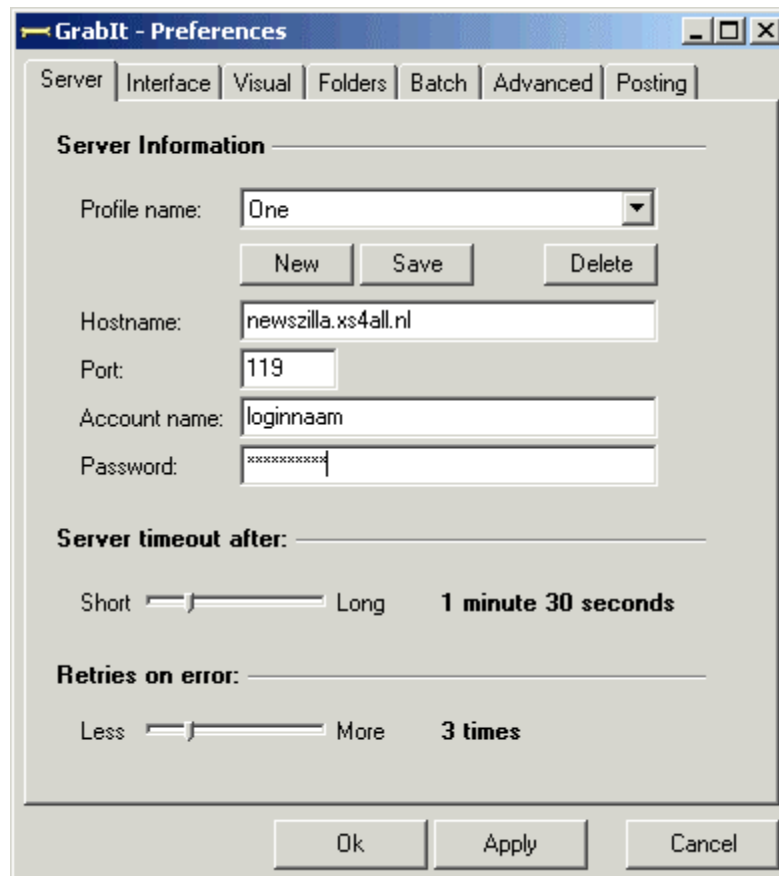 GrabIt - Preferences
Server Interface Visual Folders Batch Advanced Posting
Server Information
Profile name: One
New Save Delete
Hostname: newszilla.xs4all.nl
Port: 119
Account name: loginnaam
Password: **********
Server timeout after:
Short Long 1 minute 30 seconds
Retries on error:
Less More 3 times
Ok Apply Cancel